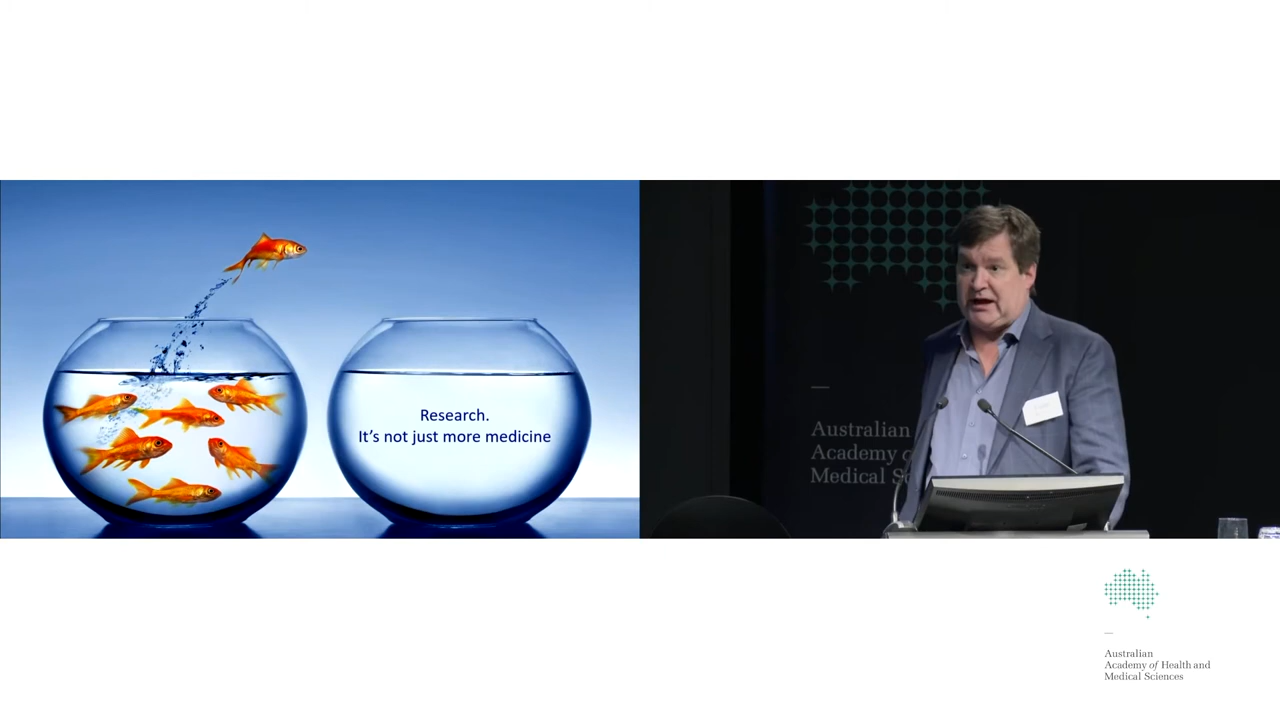 Research.
It's not just more medicine
Australian
Academy
Medical
Australian
Academy of Health and
Medical Sciences